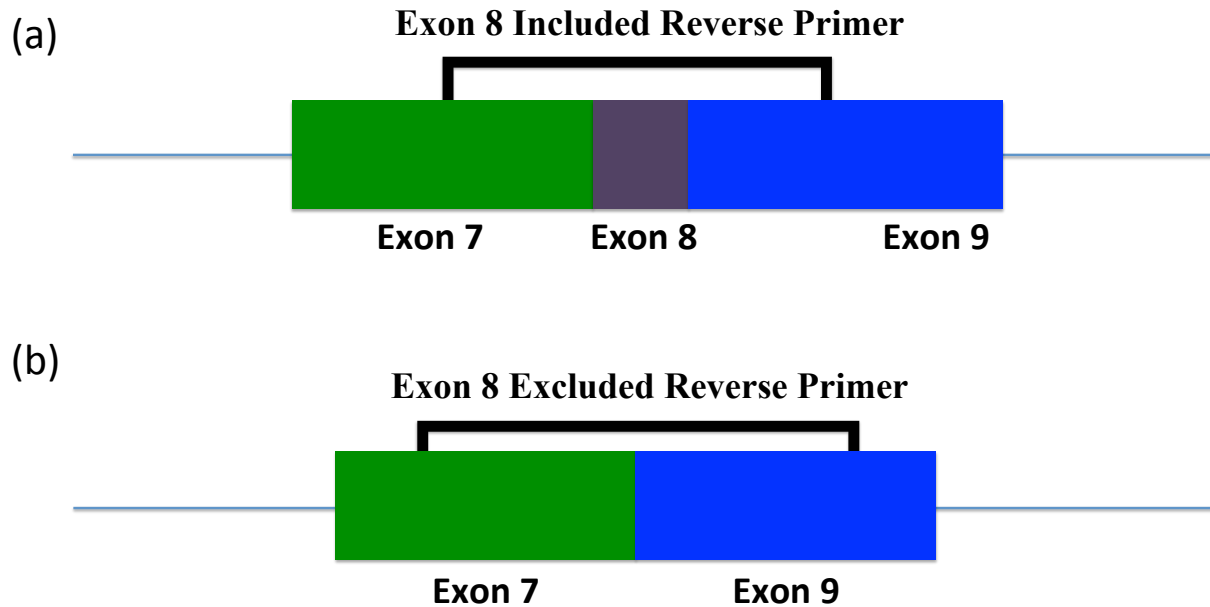 (a)
Exon 8 Included Reverse Primer
Exon 7 Exon 8 Exon 9
(b)
Exon 8 Excluded Reverse Primer
Exon 7 Exon 9